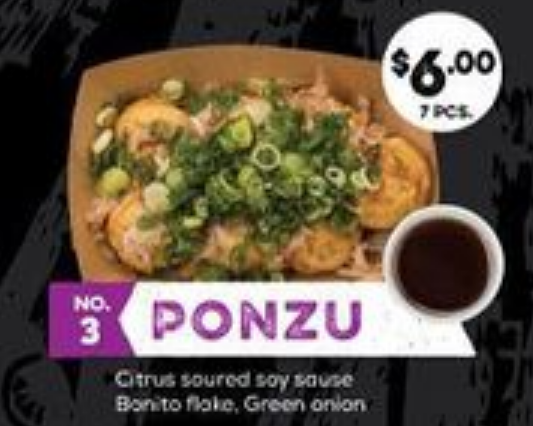 $6.00
7 PCS.
NO.
3
PONZU
Citrus soured soy sause
Bonito flake, Green onion